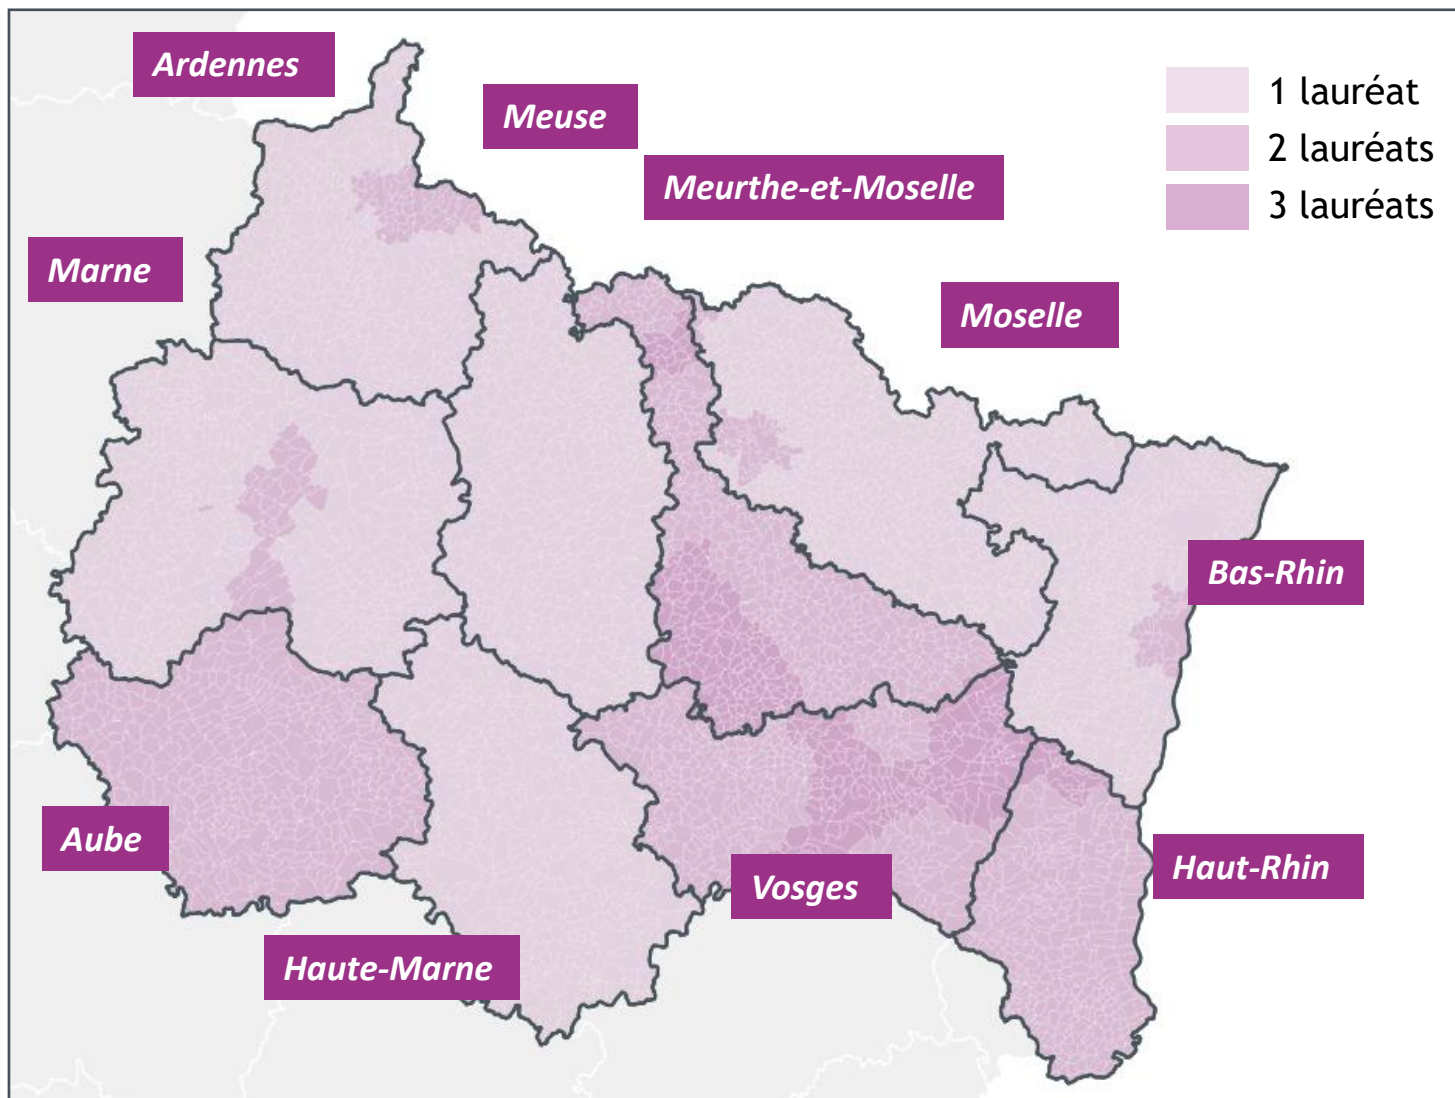 Ardennes
Meuse
Meurthe-et-Moselle
Marne
Moselle
Bas-Rhin
Aube
Haut-Rhin
Vosges
Haute-Marne
1 lauréat
2 lauréats
3 lauréats